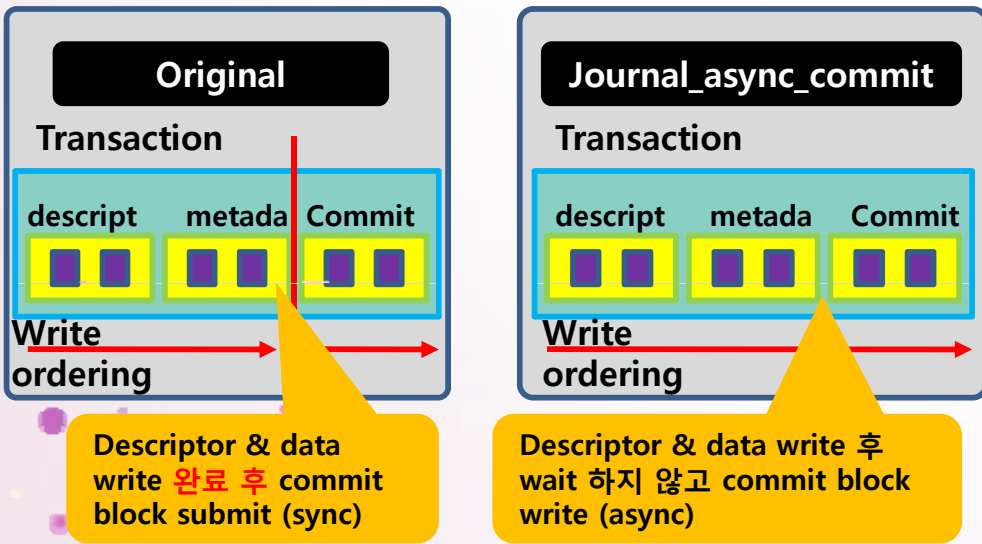 Original
Transaction
descript metada Commit
Write
ordering
Descriptor & data
write 완료 후 commit
block submit (sync)
Journal_async_commit
Transaction
descript metada Commit
Write
ordering
Descriptor & data write 후
wait 하지 않고 commit block
write (async)